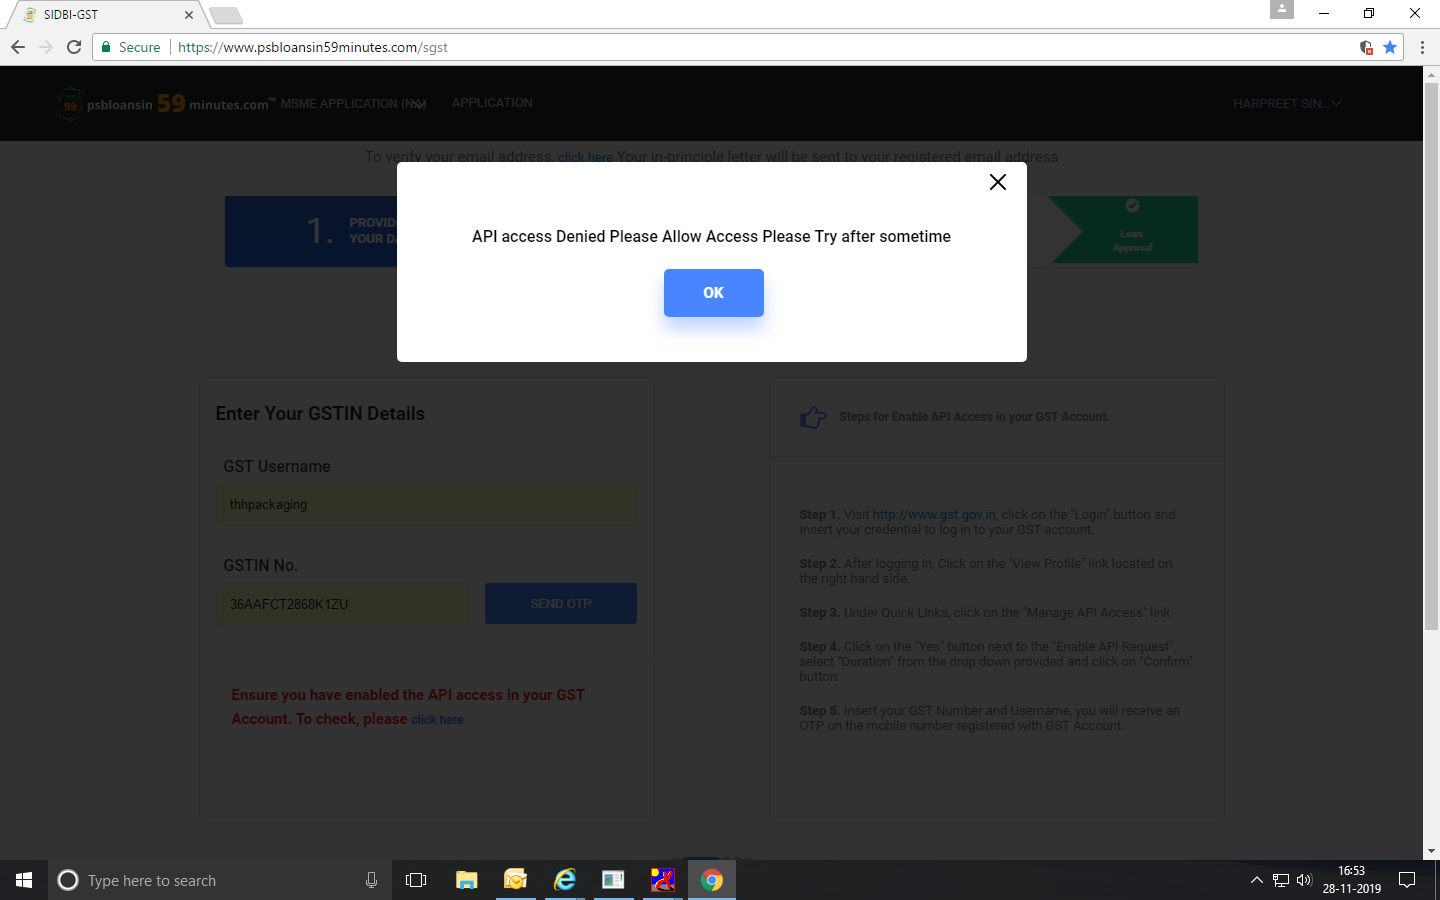 SIDBI-GST
Secure
https://www.psbloansin59minutes.com/sgst
psbloansin 59 minutes.com™
MSME APPLICATION
APPLICATION
HARPREET SIN...
To verify your email address, click here Your in-principle letter will be sent to your registered email address
1.
YOUR
Loan
Approval
API access Denied Please Allow Access Please Try after sometime
OK
Enter Your GSTIN Details
GST Username
thhpackaging
GSTIN No.
36AAFCT2868K1ZU
SEND OTP
Ensure you have enabled the API access in your GST
Account. To check, please click here
Steps for Enable API Access in your GST Account.
Step 1. Visit http://www.gst.gov.in, click on the "Login" button and
Insert your credential to log in to your GST account.
Step 2. After logging in, Click on the "View Profile" link located on
the right hand side.
Step 3. Under Quick Links, click on the "Manage API Access" link.
Step 4. Click on the "Yes" button next to the "Enable API Request",
select "Duration" from the drop down provided and click on "Confirm"
button
Step 5. Insert your GST Number and Username, you will receive an
OTP on the mobile number registered with GST Account.
Type here to search
16:53
28-11-2019